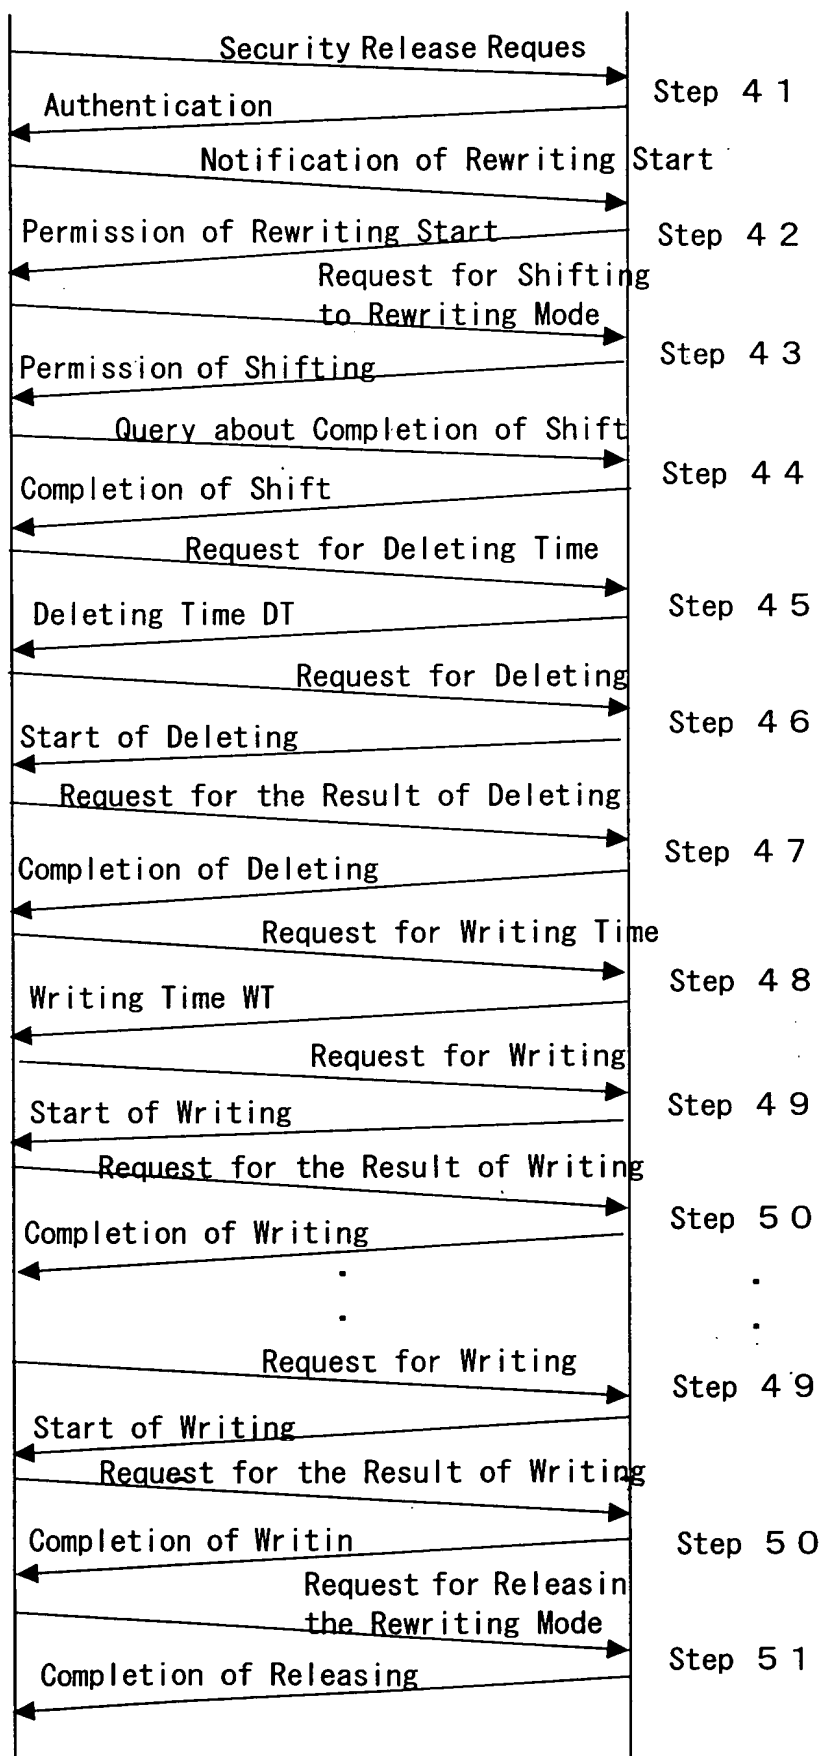 Security Release Reques
Step 41
Authentication
Notification of Rewriting Start
Permission of Rewriting Start
Step 42
Request for Shifting
to Rewriting Mode
Step 43
Permission of Shifting
Query about Completion of Shift
Step 44
Completion of Shift
Request for Deleting Time
Step 45
Deleting Time DT
Request for Deleting
Step 46
Start of Deleting
Request for the Result of Deleting
Step 47
Completion of Deleting
Request for Writing Time
Step 48
Writing Time WT
Request for Writing
Step 49
Start of Writing
Request for the Result of Writing
Step 50
Completion of Writing
Request for Writing
Step 49
Start of Writing
Request for the Result of Writing
Completion of Writin
Step 50
Request for Releasin
the Rewriting Mode
Step 51
Completion of Releasing